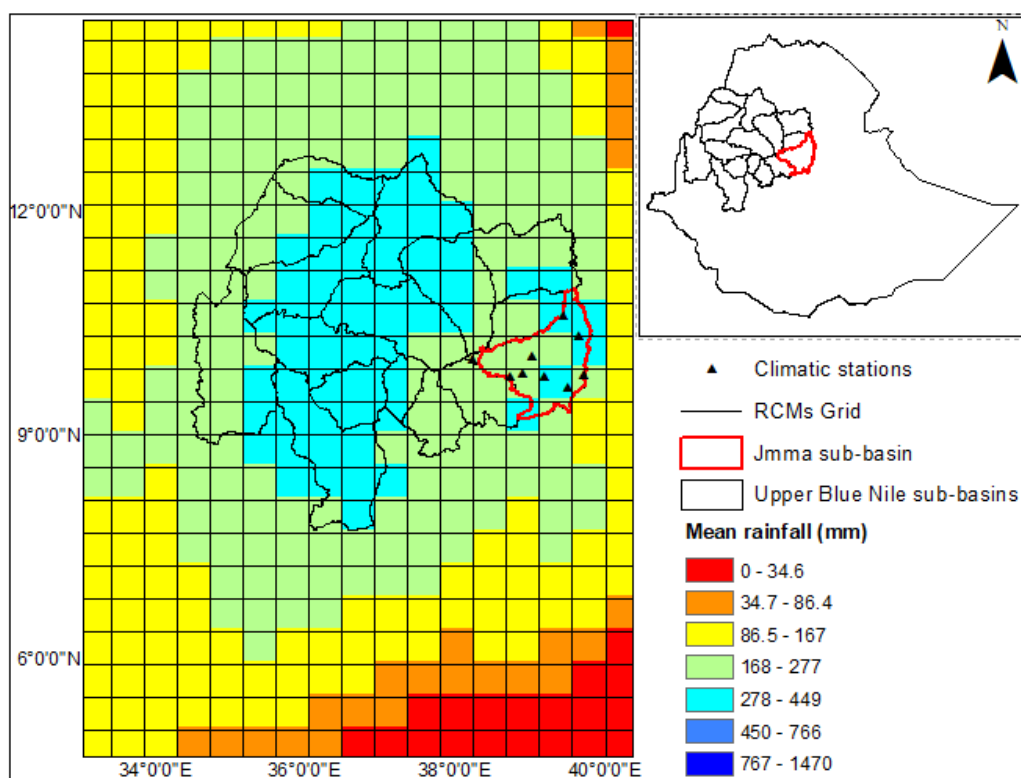 12°0'0"N
9°0'0"N
6°0'0"N
34°0'0"E
36°0'0"E
38°0'0"E
40°0'0"E
N
Climatic stations
RCMs Grid
Jmma sub-basin
Upper Blue Nile sub-basins
Mean rainfall (mm)
0 - 34.6
34.7 - 86.4
86.5 - 167
168 - 277
278 - 449
450 - 766
767 - 1470